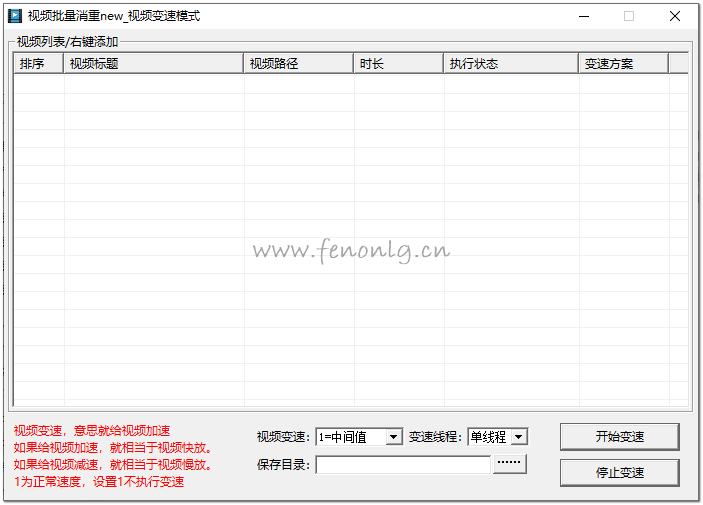 视频批量消重new_视频变速模式
视频列表/右键添加
排序 视频标题 视频路径 时长 执行状态 变速方案
www.fenonlg.cn
视频变速，意思就给视频加速
如果给视频加速，就相当于视频快放。
如果给视频减速，就相当于视频慢放。
1为正常速度，设置1不执行变速
视频变速: 1=中间值 变速线程: 单线程 开始变速
保存目录: ...... 停止变速